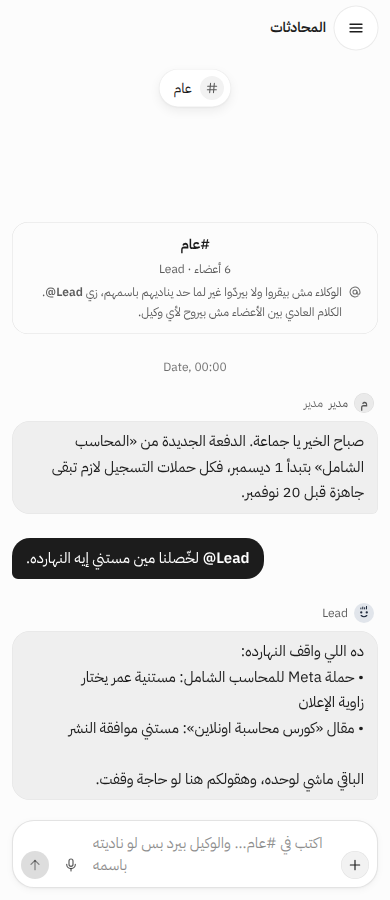 المحادثات
عام
#عام
6 أعضاء · Lead
الوكلاء مش بيقروا ولا بيردّوا غير لما حد يناديهم باسمهم، زي @Lead.
الكلام العادي بين الأعضاء مش بيروح لأي وكيل.
Date, 00:00
م مدير مدير
صباح الخير يا جماعة. الدفعة الجديدة من «المحاسب
الشامل» بتبدأ 1 ديسمبر، فكل حملات التسجيل لازم تبقى
جاهزة قبل 20 نوفمبر.
@Lead لخّصلنا مين مستني إيه النهارده.
Lead
ده اللي واقف النهارده:
• حملة Meta للمحاسب الشامل: مستنية عمر يختار
زاوية الإعلان
• مقال «كورس محاسبة اونلاين»: مستني موافقة النشر
الباقي ماشي لوحده، وهقولكم هنا لو حاجة وقفت.
اكتب في #عام... والوكيل بيرد بس لو ناديته
باسمه